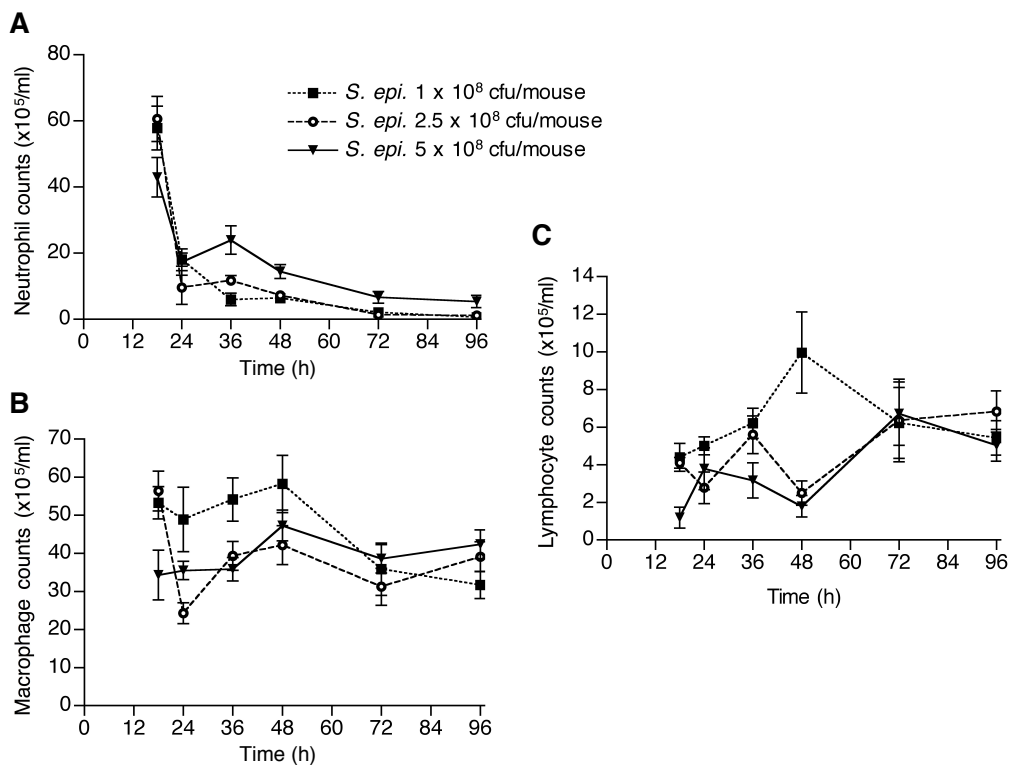 A
Neutrophil counts (x10⁵/ml)
80
60
40
20
0
0 12 24 36 48 60 72 84 96
Time (h)
S. epi. 1 x 10⁸ cfu/mouse
S. epi. 2.5 x 10⁸ cfu/mouse
S. epi. 5 x 10⁸ cfu/mouse
B
Macrophage counts (x10⁵/ml)
70
60
50
40
30
20
10
0
0 12 24 36 48 60 72 84 96
Time (h)
C
Lymphocyte counts (x10⁵/ml)
14
12
10
8
6
4
2
0
0 12 24 36 48 60 72 84 96
Time (h)